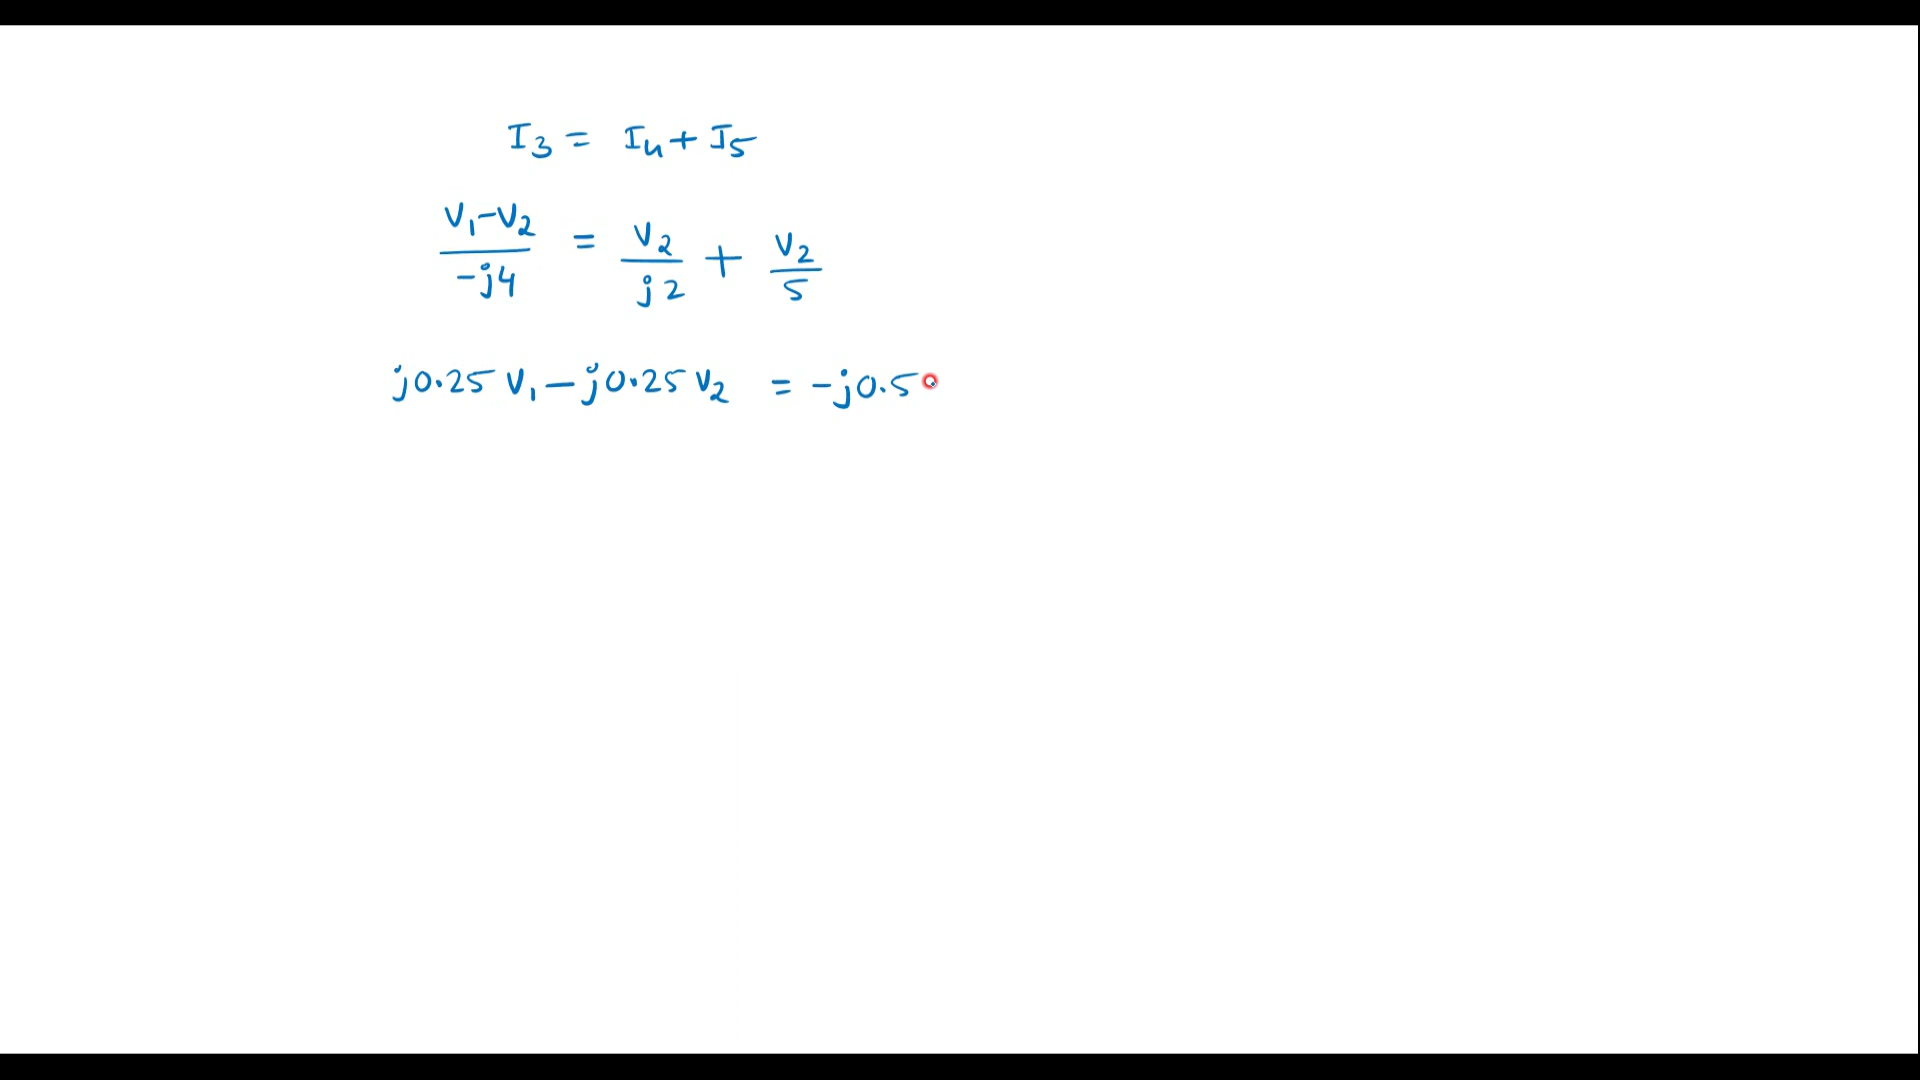 I₃ = I₄ + I₅
(V₁-V₂)/(-j4) = V₂/(j2) + V₂/5
j0.25 V₁ - j0.25 V₂ = -j0.5